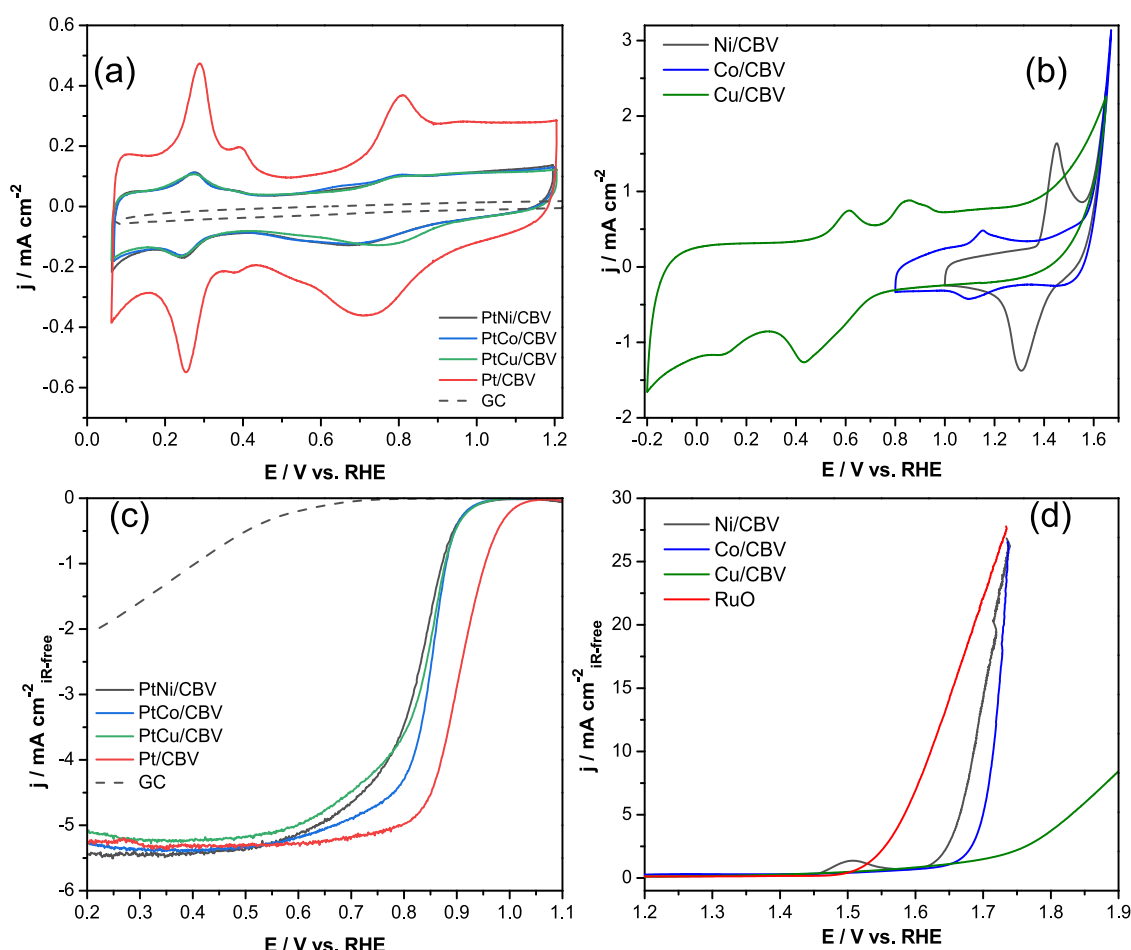 (a)
j / mA cm-2
0.6
0.4
0.2
0.0
-0.2
-0.4
-0.6
PtNi/CBV
PtCo/CBV
PtCu/CBV
Pt/CBV
GC
0.0 0.2 0.4 0.6 0.8 1.0 1.2
E / V vs. RHE
(b)
j / mA cm-2
3
2
1
0
-1
-2
Ni/CBV
Co/CBV
Cu/CBV
-0.2 0.0 0.2 0.4 0.6 0.8 1.0 1.2 1.4 1.6
E / V vs. RHE
(c)
j / mA cm-2 iR-free
0
-1
-2
-3
-4
-5
-6
PtNi/CBV
PtCo/CBV
PtCu/CBV
Pt/CBV
GC
0.2 0.3 0.4 0.5 0.6 0.7 0.8 0.9 1.0 1.1
E / V vs. RHE
(d)
j / mA cm-2 iR-free
30
25
20
15
10
5
0
Ni/CBV
Co/CBV
Cu/CBV
RuO
1.2 1.3 1.4 1.5 1.6 1.7 1.8 1.9
E / V vs. RHE